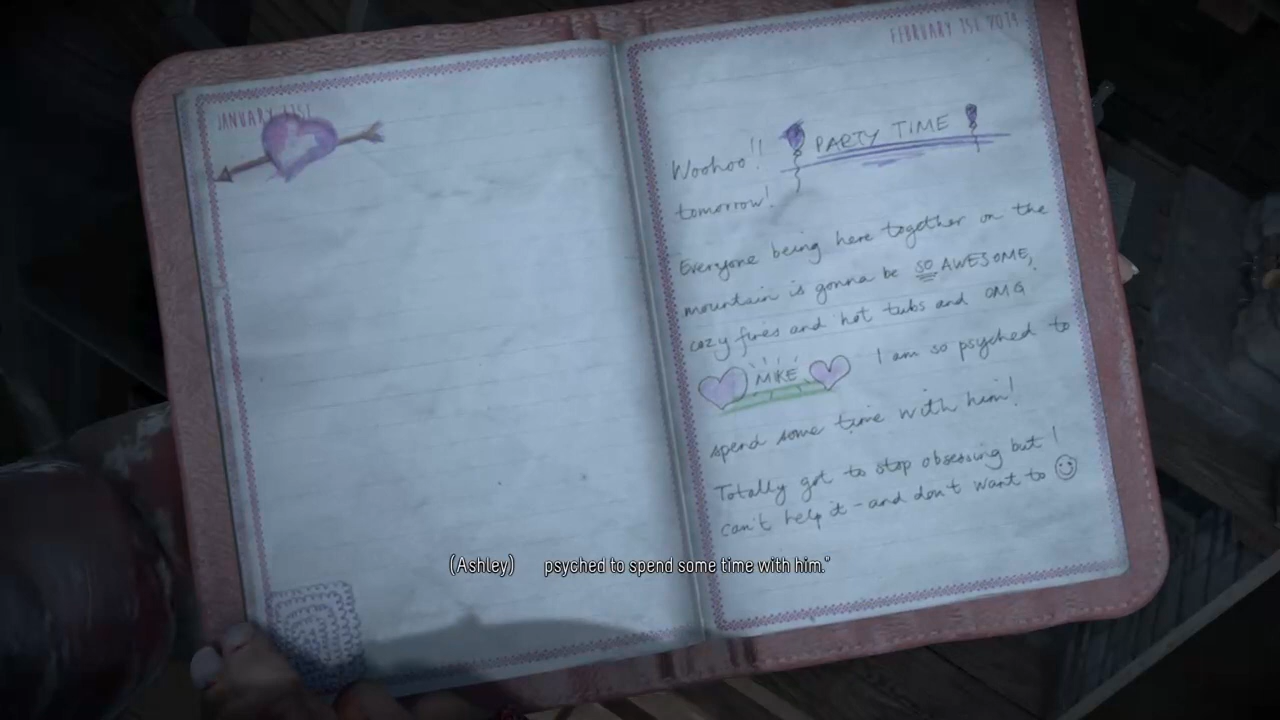 JANUARY 31ST
FEBRUARY 1ST 2014
Woohoo!! PARTY TIME
tomorrow!
Everyone being here together on the
mountain is gonna be SO AWESOME,
cozy fires and hot tubs and OMG
MIKE I am so psyched to
spend some time with him!
Totally got to stop obsessing but I
can't help it - and don't want to
(Ashley) psyched to spend some time with him."